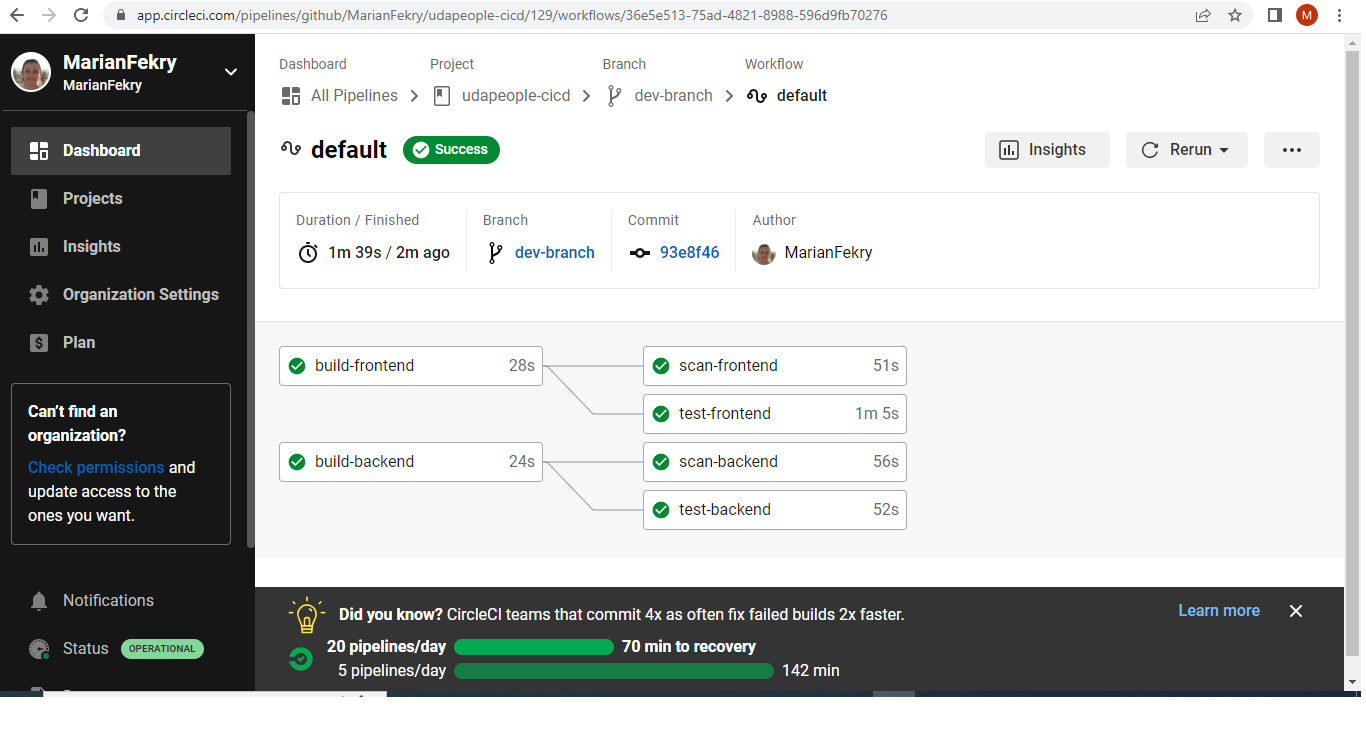 app.circleci.com/pipelines/github/MarianFekry/udapeople-cicd/129/workflows/36e5e513-75ad-4821-8988-596d9fb70276
M
MarianFekry
MarianFekry
Dashboard
Projects
Insights
Organization Settings
Plan
Can't find an
organization?
Check permissions and
update access to the
ones you want.
Notifications
Status OPERATIONAL
Dashboard Project Branch Workflow
All Pipelines udapeople-cicd dev-branch default
default Success
Insights Rerun
Duration / Finished Branch Commit Author
1m 39s / 2m ago dev-branch 93e8f46 MarianFekry
build-frontend 28s scan-frontend 51s
test-frontend 1m 5s
build-backend 24s scan-backend 56s
test-backend 52s
Did you know? CircleCI teams that commit 4x as often fix failed builds 2x faster. Learn more
20 pipelines/day 70 min to recovery
5 pipelines/day 142 min